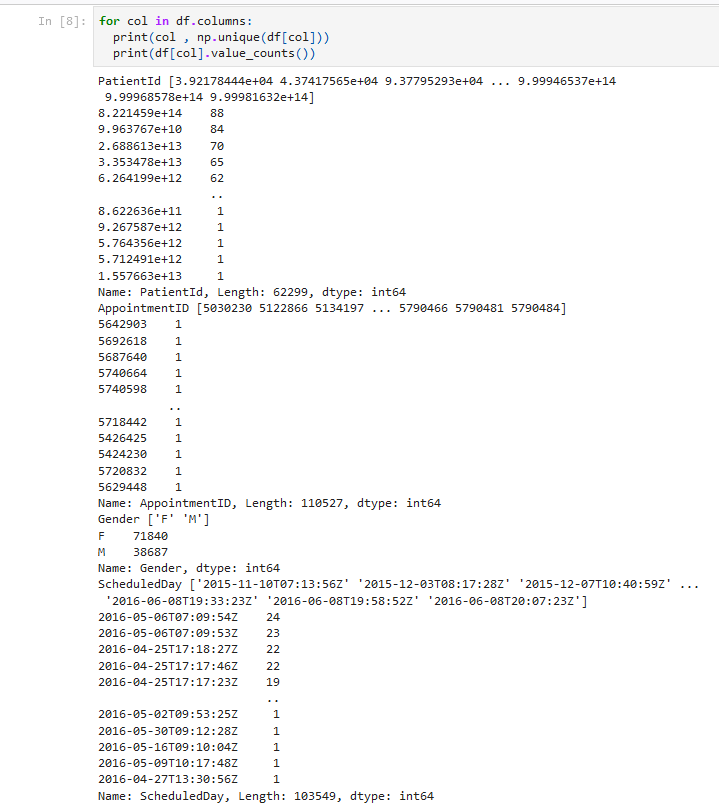 In [8]: for col in df.columns:
print(col , np.unique(df[col]))
print(df[col].value_counts())
PatientId [3.92178444e+04 4.37417565e+04 9.37795293e+04 ... 9.99946537e+14
9.99968578e+14 9.99981632e+14]
8.221459e+14 88
9.963767e+10 84
2.688613e+13 70
3.353478e+13 65
6.264199e+12 62
..
8.622636e+11 1
9.267587e+12 1
5.764356e+12 1
5.712491e+12 1
1.557663e+13 1
Name: PatientId, Length: 62299, dtype: int64
AppointmentID [5030230 5122866 5134197 ... 5790466 5790481 5790484]
5642903 1
5692618 1
5687640 1
5740664 1
5740598 1
..
5718442 1
5426425 1
5424230 1
5720832 1
5629448 1
Name: AppointmentID, Length: 110527, dtype: int64
Gender ['F' 'M']
F 71840
M 38687
Name: Gender, dtype: int64
ScheduledDay ['2015-11-10T07:13:56Z' '2015-12-03T08:17:28Z' '2015-12-07T10:40:59Z' ...
'2016-06-08T19:33:23Z' '2016-06-08T19:58:52Z' '2016-06-08T20:07:23Z']
2016-05-06T07:09:54Z 24
2016-05-06T07:09:53Z 23
2016-04-25T17:18:27Z 22
2016-04-25T17:17:46Z 22
2016-04-25T17:17:23Z 19
..
2016-05-02T09:53:25Z 1
2016-05-30T09:12:28Z 1
2016-05-16T09:10:04Z 1
2016-05-09T10:17:48Z 1
2016-04-27T13:30:56Z 1
Name: ScheduledDay, Length: 103549, dtype: int64